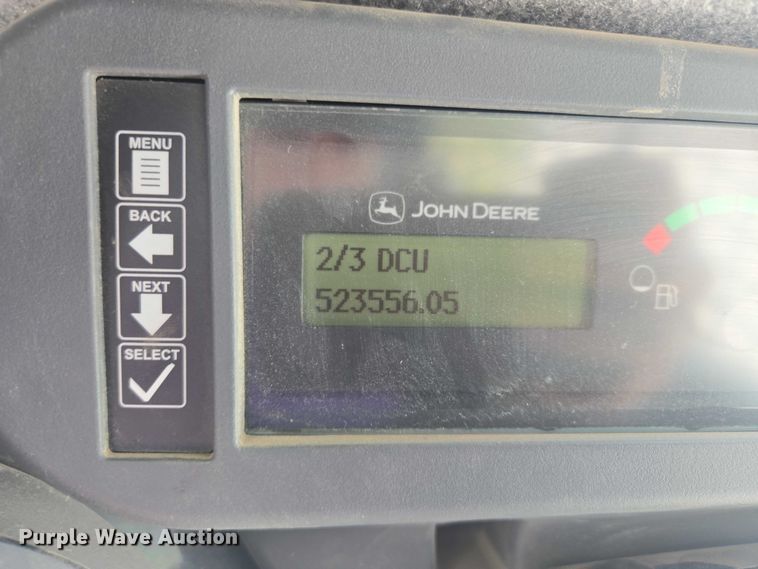 MENU
BACK
NEXT
SELECT
JOHN DEERE
2/3 DCU
523556.05
Purple Wave Auction